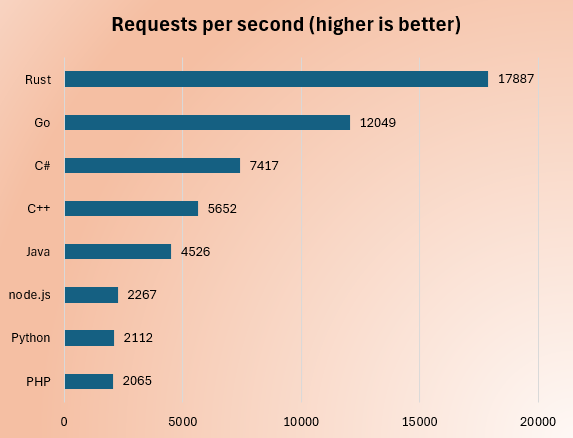 Requests per second (higher is better)
Rust 17887
Go 12049
C# 7417
C++ 5652
Java 4526
node.js 2267
Python 2112
PHP 2065
0 5000 10000 15000 20000